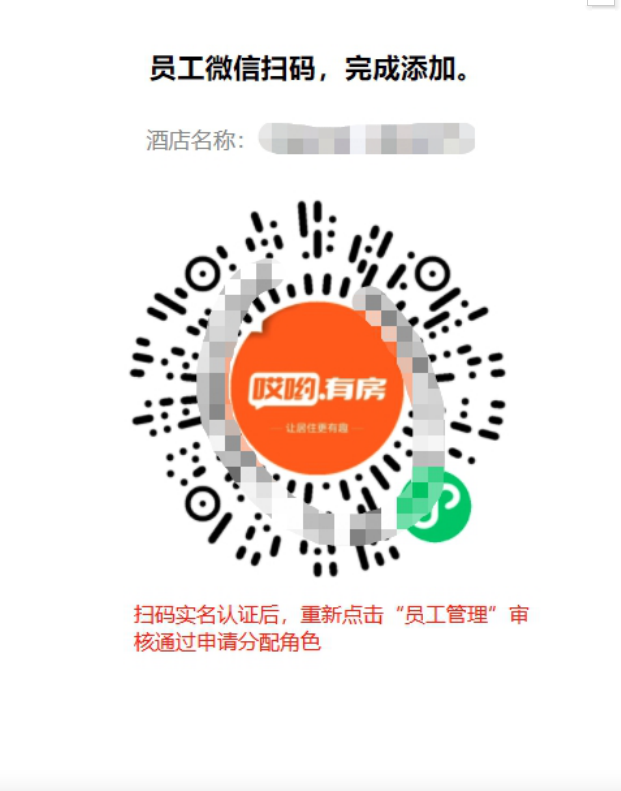 员工微信扫码，完成添加。
酒店名称：
哎哟.有房
让居住更有趣
扫码实名认证后，重新点击“员工管理”审
核通过申请分配角色